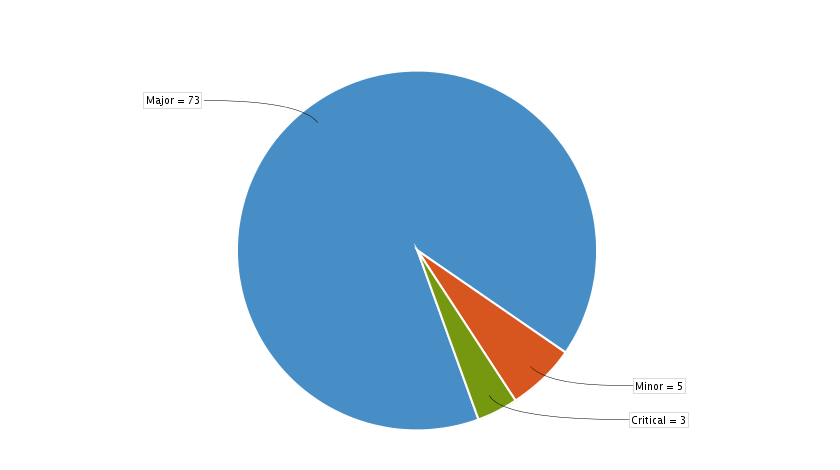 Major = 73
Minor = 5
Critical = 3